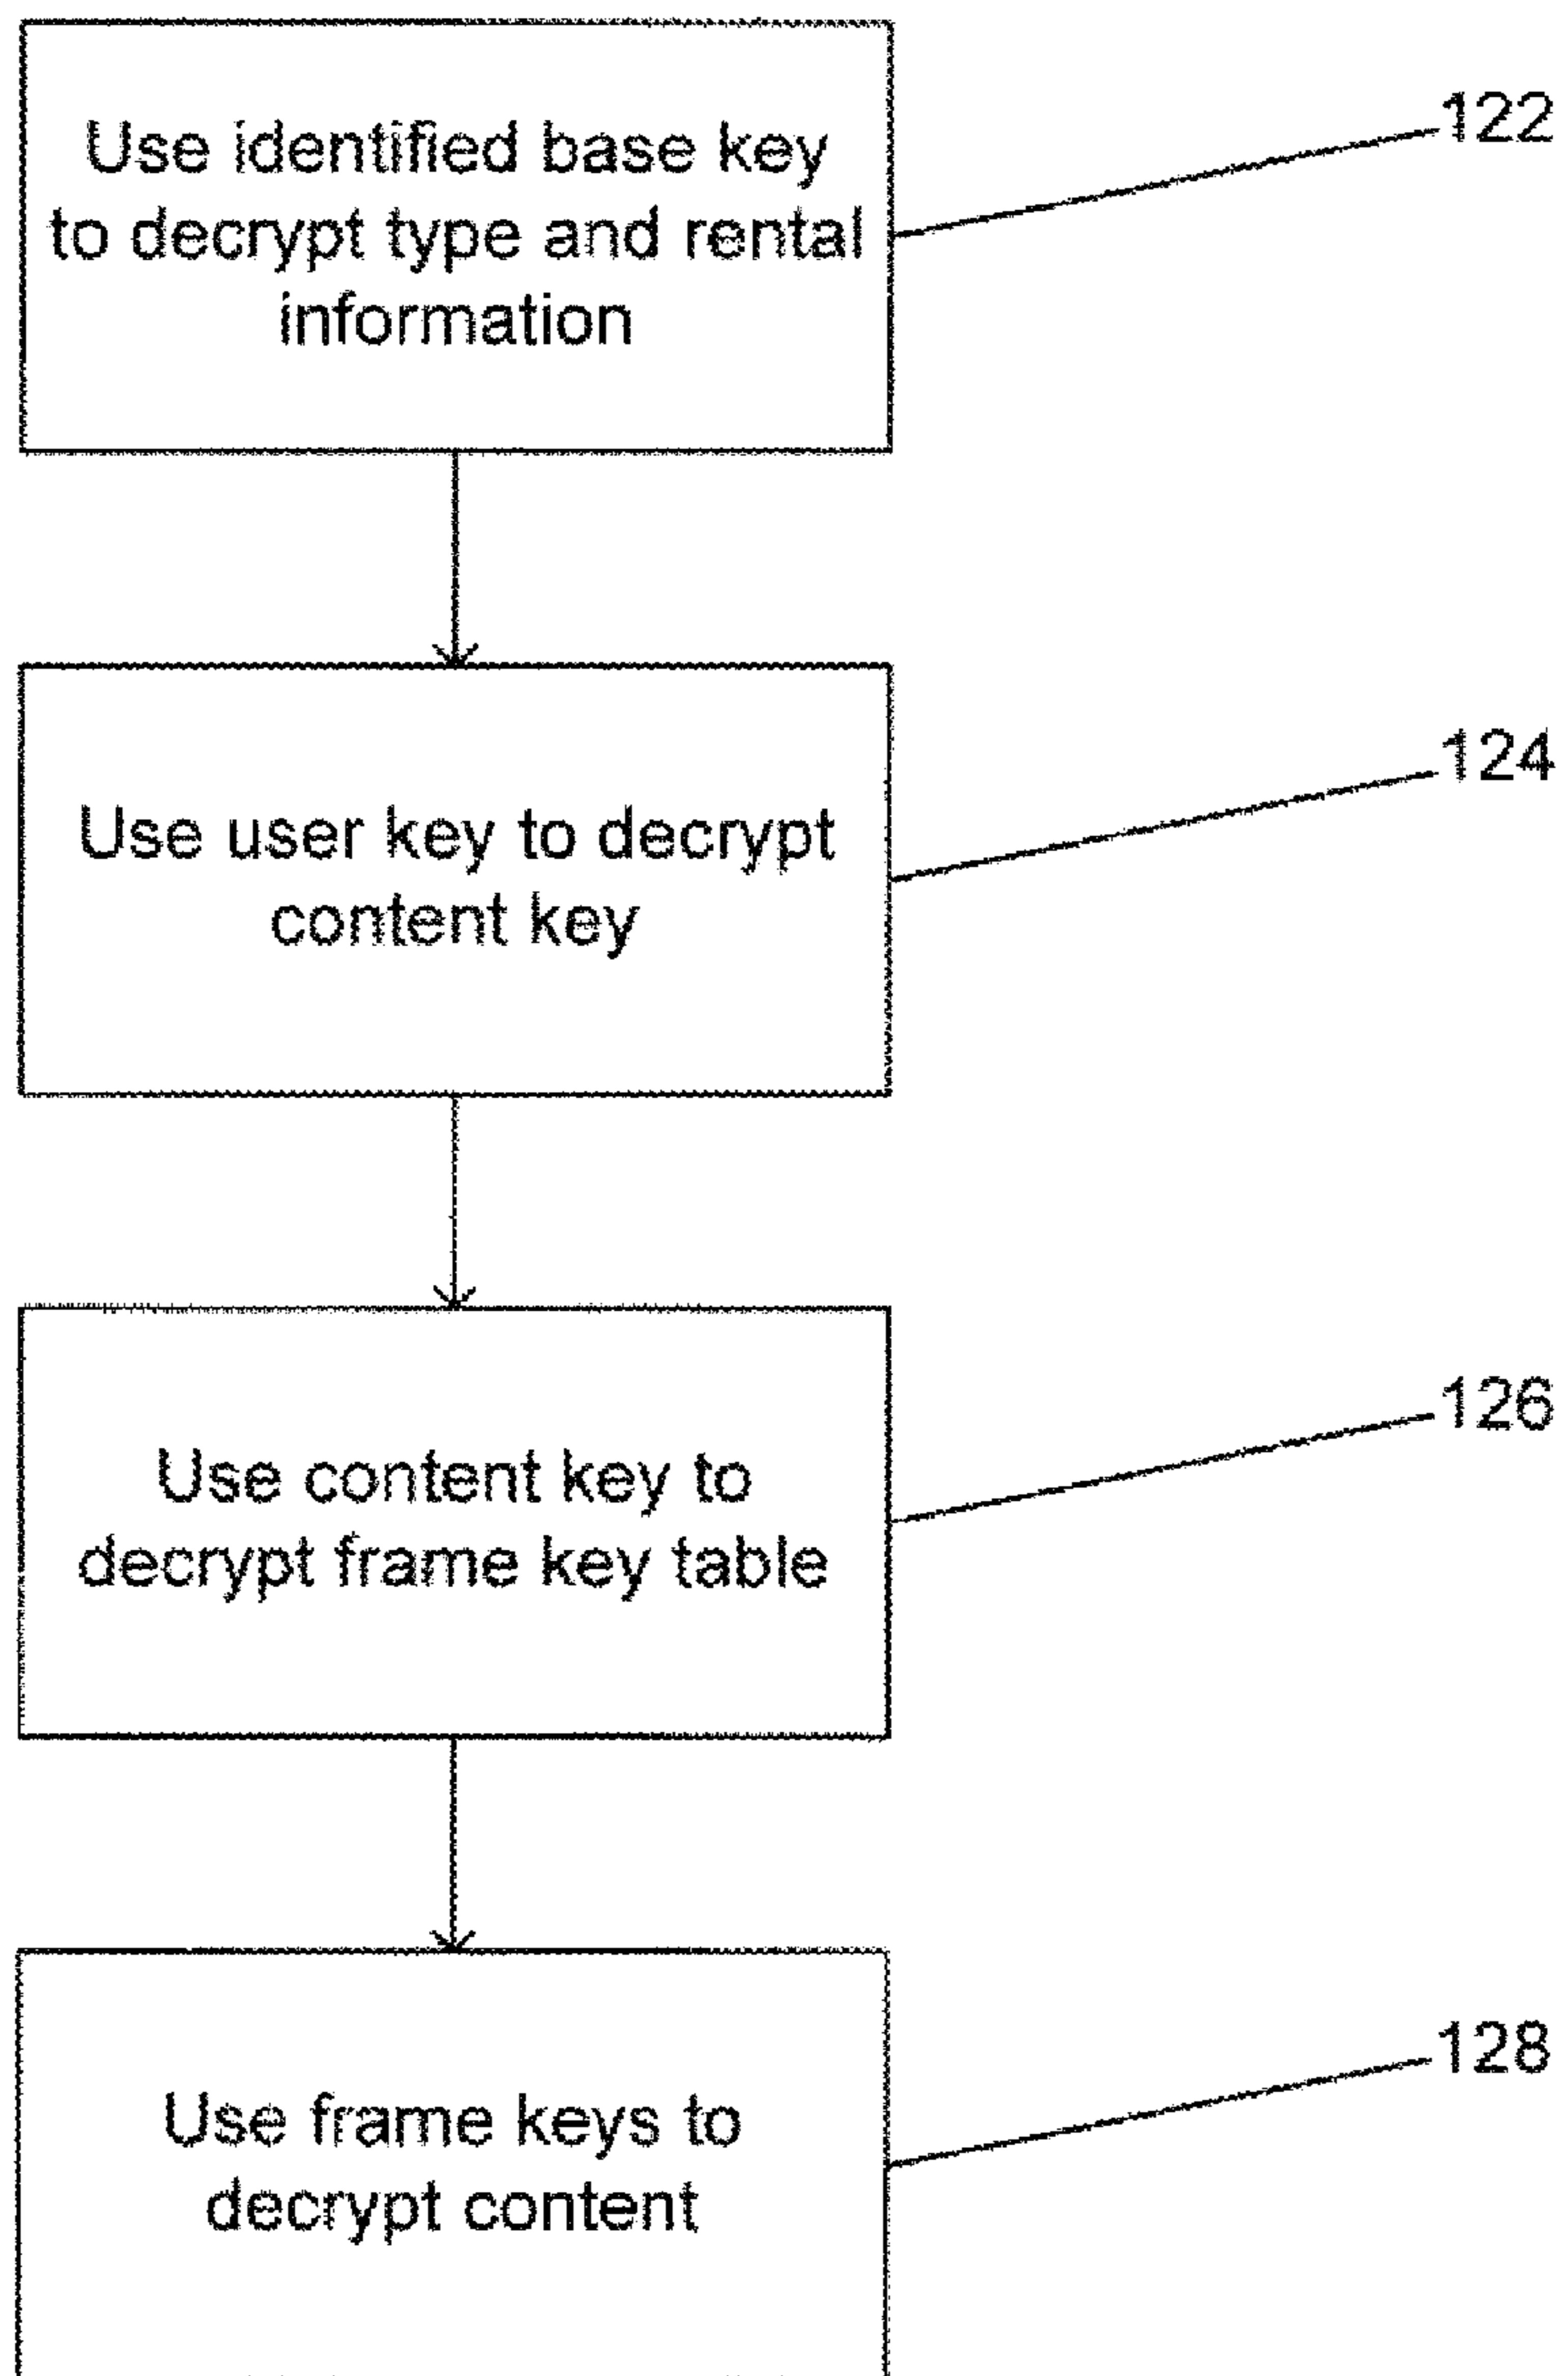 Use identified base key
to decrypt type and rental
information
122
Use user key to decrypt
content key
124
Use content key to
decrypt frame key table
126
Use frame keys to
decrypt content
128